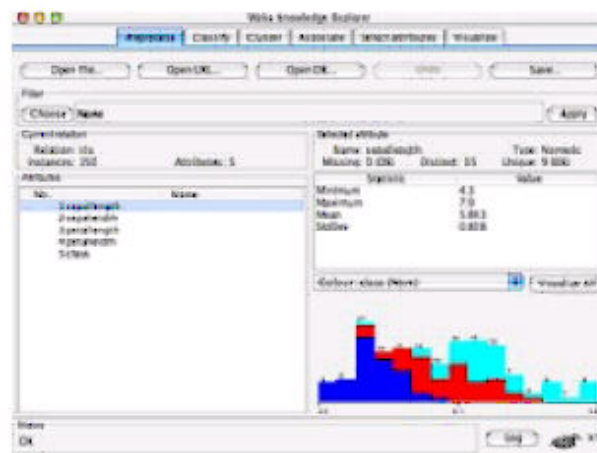 Weka Knowledge Explorer
Preprocess Classify Cluster Associate Select attributes Visualize
Open file... Open URL... Open DB... Undo Save...
Filter
Choose None Apply
Current relation
Relation: iris
Instances: 150 Attributes: 5
Selected attribute
Name: sepallength Type: Numeric
Missing: 0 (0%) Distinct: 35 Unique: 9 (6%)
Attributes
No. Name
1 sepallength
2 sepalwidth
3 petallength
4 petalwidth
5 class
Statistic Value
Minimum 4.3
Maximum 7.9
Mean 5.843
StdDev 0.828
Colour: class (Nom) Visualize All
Status
OK
Log